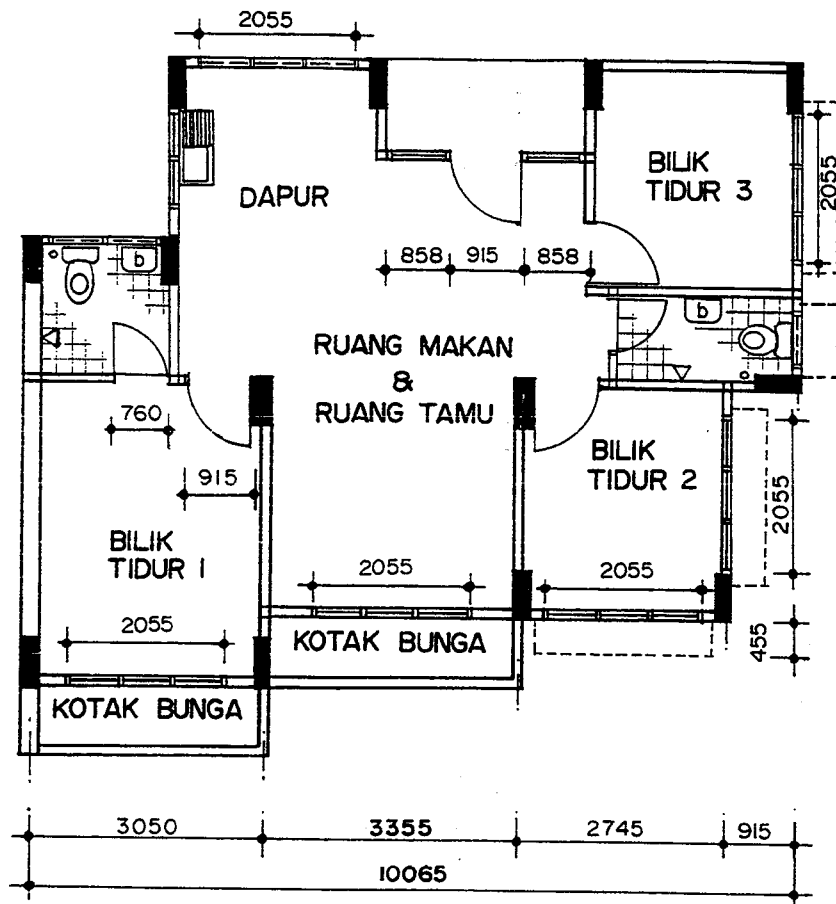 2055
BILIK
TIDUR 3
2055
DAPUR
b
858
915
858
b
RUANG MAKAN
&
RUANG TAMU
760
915
BILIK
TIDUR 2
2055
BILIK
TIDUR 1
2055
2055
2055
KOTAK BUNGA
455
KOTAK BUNGA
3050
3355
2745
915
10065